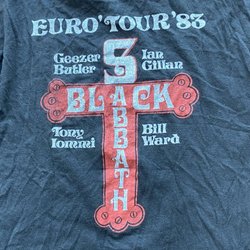 EURO' TOUR '83
Geezer Butler
Ian Gillan
BLACK
SABBATH
Tony Iommi
Bill Ward